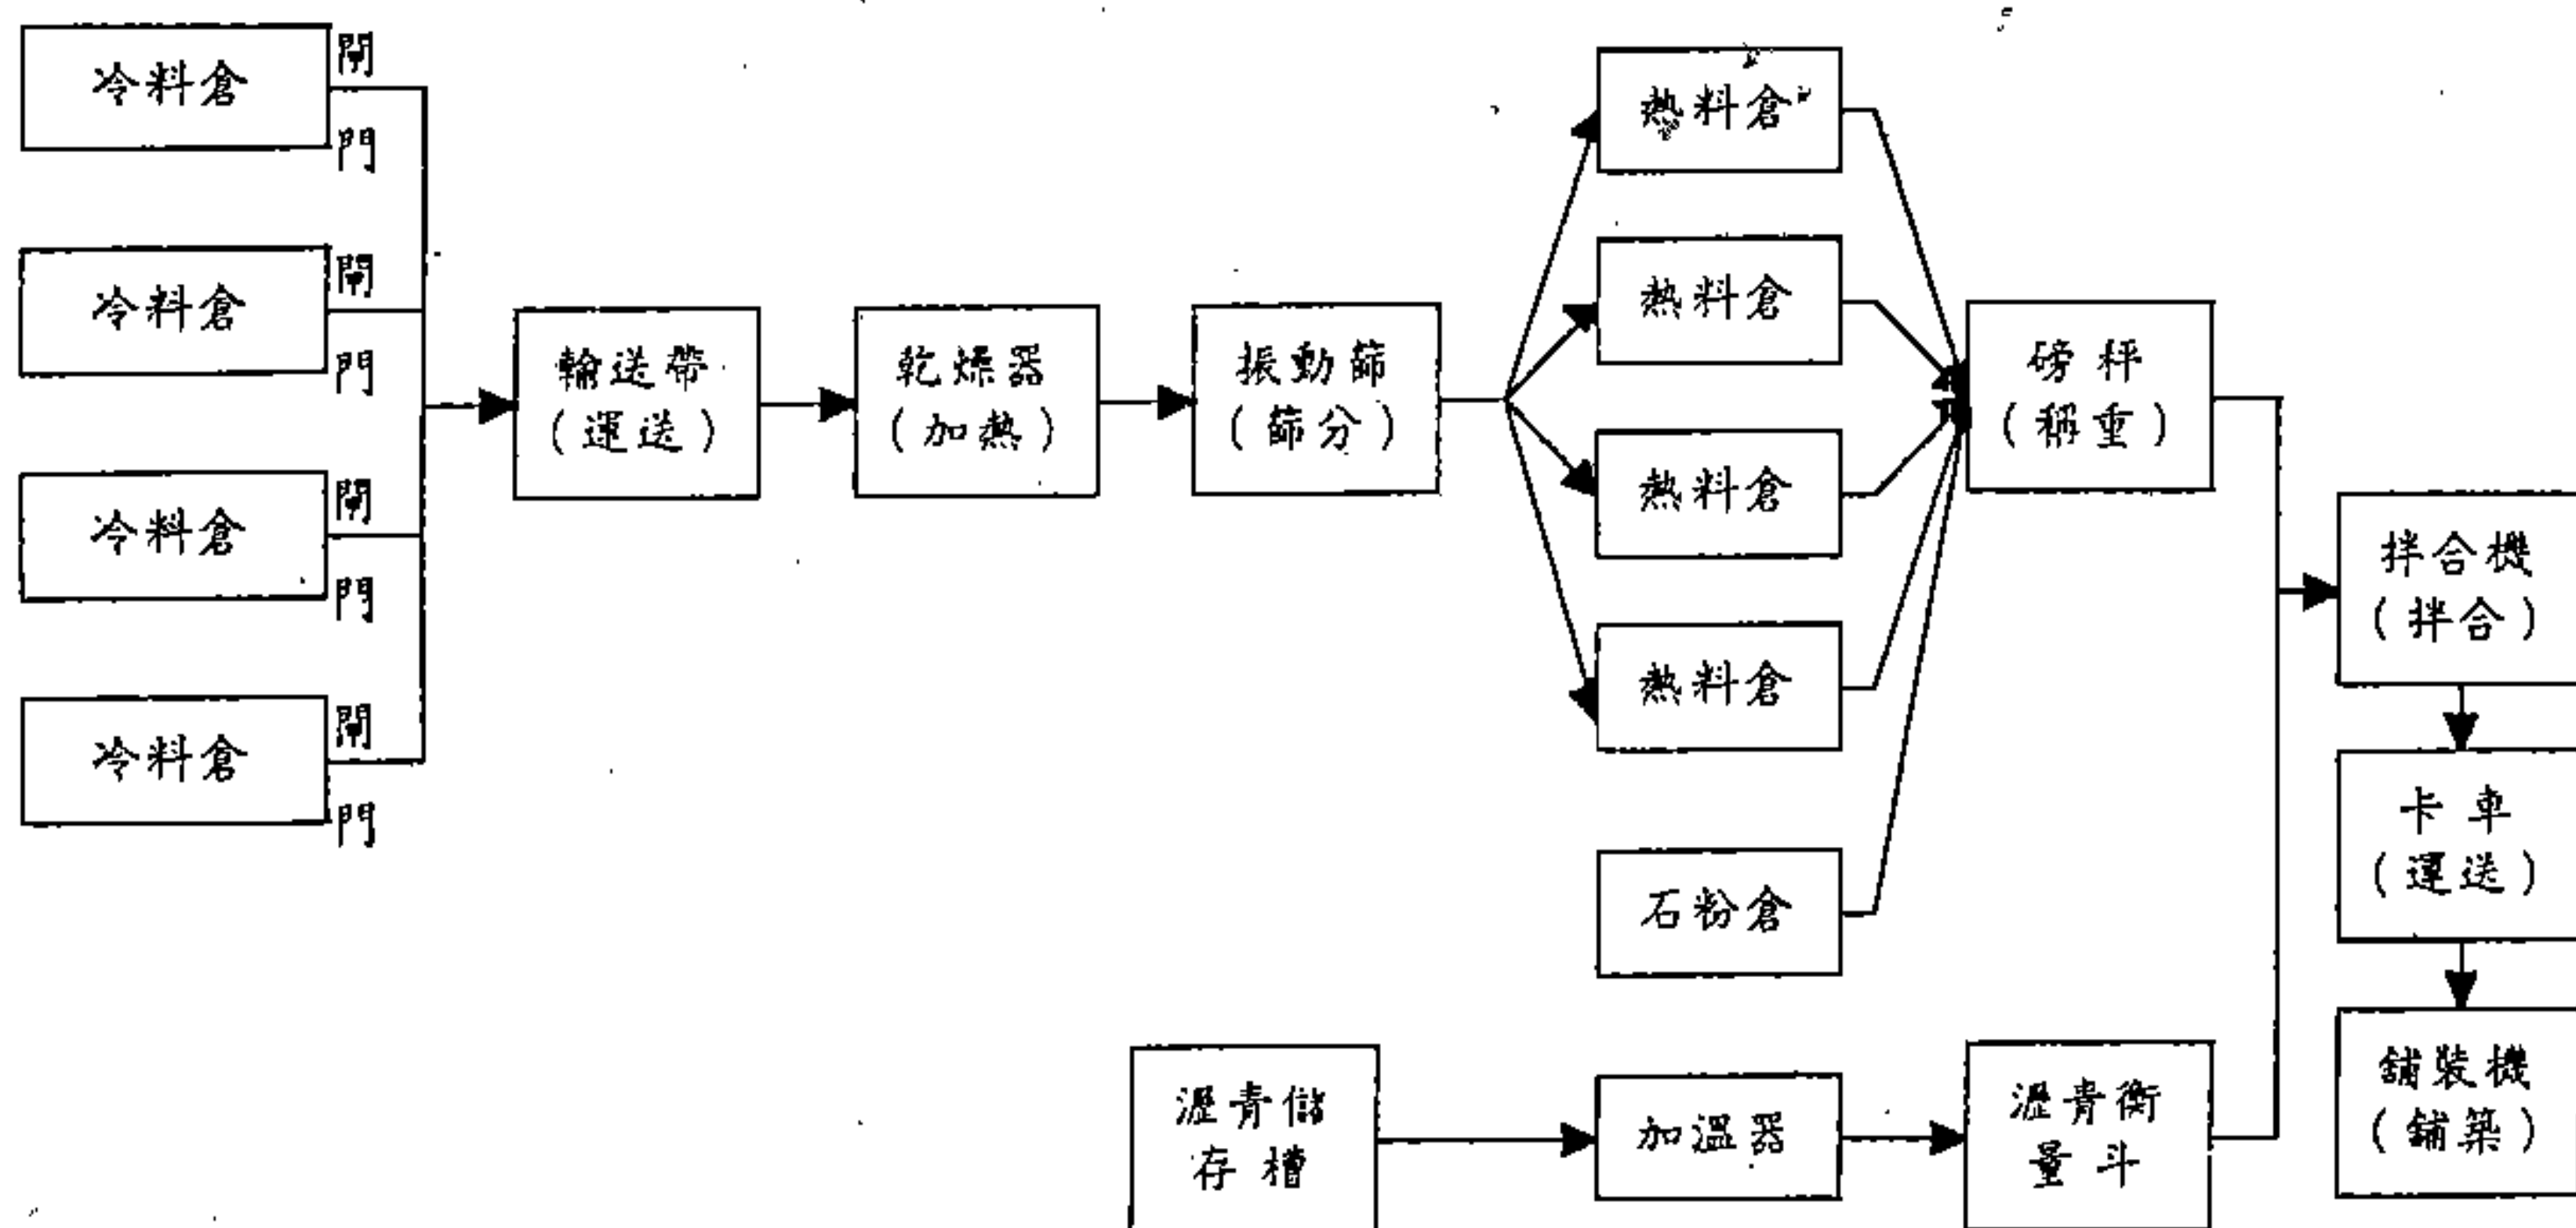 冷料倉
閘
門
冷料倉
閘
門
冷料倉
閘
門
冷料倉
閘
門
輸送帶
(運送)
乾燥器
(加熱)
振動篩
(篩分)
熱料倉
熱料倉
熱料倉
熱料倉
石粉倉
磅秤
(稱重)
瀝青儲
存槽
加溫器
瀝青衡
量斗
拌合機
(拌合)
卡車
(運送)
鋪裝機
(鋪築)